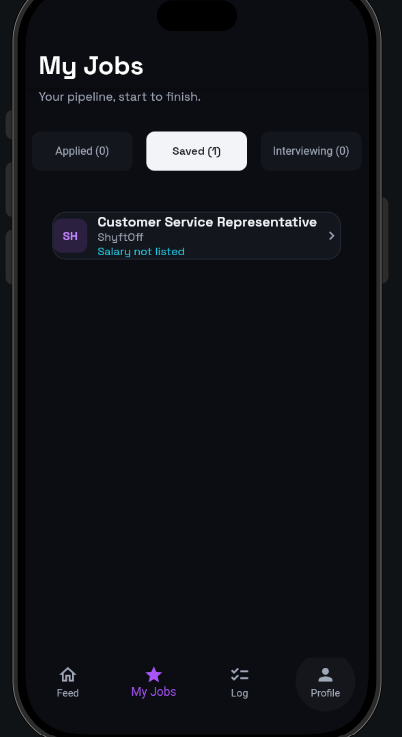 My Jobs
Your pipeline, start to finish.
Applied (0)
Saved (1)
Interviewing (0)
SH
Customer Service Representative
ShyftOff
Salary not listed
Feed
My Jobs
Log
Profile